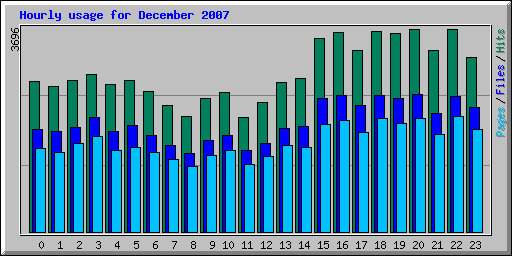 Hourly usage for December 2007
3696
Pages/Files/Hits
0 1 2 3 4 5 6 7 8 9 10 11 12 13 14 15 16 17 18 19 20 21 22 23